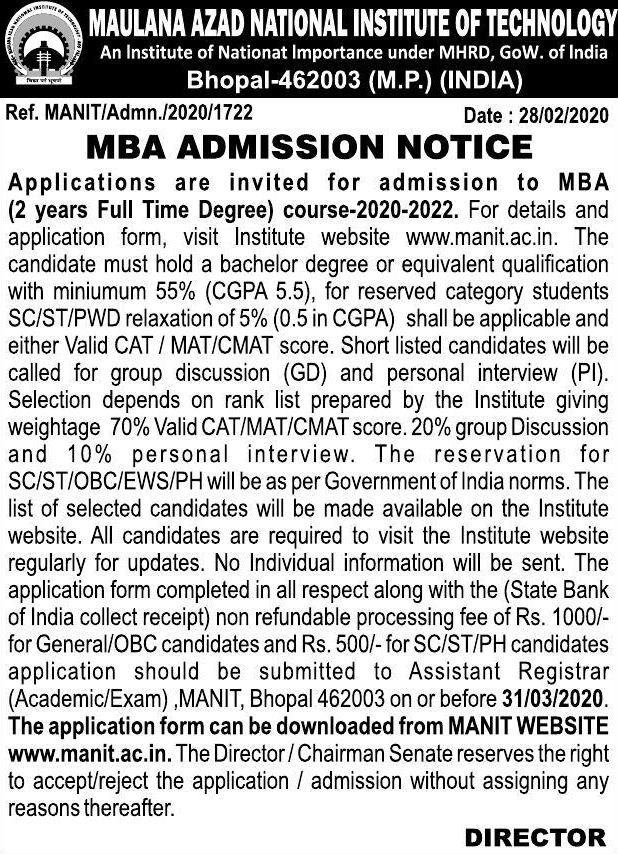 MAULANA AZAD NATIONAL INSTITUTE OF TECHNOLOGY
An Institute of Nationat Importance under MHRD, GoW. of India
Bhopal-462003 (M.P.) (INDIA)
Ref. MANIT/Admn./2020/1722 Date : 28/02/2020
MBA ADMISSION NOTICE
Applications are invited for admission to MBA
(2 years Full Time Degree) course-2020-2022. For details and
application form, visit Institute website www.manit.ac.in. The
candidate must hold a bachelor degree or equivalent qualification
with miniumum 55% (CGPA 5.5), for reserved category students
SC/ST/PWD relaxation of 5% (0.5 in CGPA) shall be applicable and
either Valid CAT / MAT/CMAT score. Short listed candidates will be
called for group discussion (GD) and personal interview (PI).
Selection depends on rank list prepared by the Institute giving
weightage 70% Valid CAT/MAT/CMAT score. 20% group Discussion
and 10% personal interview. The reservation for
SC/ST/OBC/EWS/PH will be as per Government of India norms. The
list of selected candidates will be made available on the Institute
website. All candidates are required to visit the Institute website
regularly for updates. No Individual information will be sent. The
application form completed in all respect along with the (State Bank
of India collect receipt) non refundable processing fee of Rs. 1000/-
for General/OBC candidates and Rs. 500/- for SC/ST/PH candidates
application should be submitted to Assistant Registrar
(Academic/Exam) ,MANIT, Bhopal 462003 on or before 31/03/2020.
The application form can be downloaded from MANIT WEBSITE
www.manit.ac.in. The Director / Chairman Senate reserves the right
to accept/reject the application / admission without assigning any
reasons thereafter.
DIRECTOR